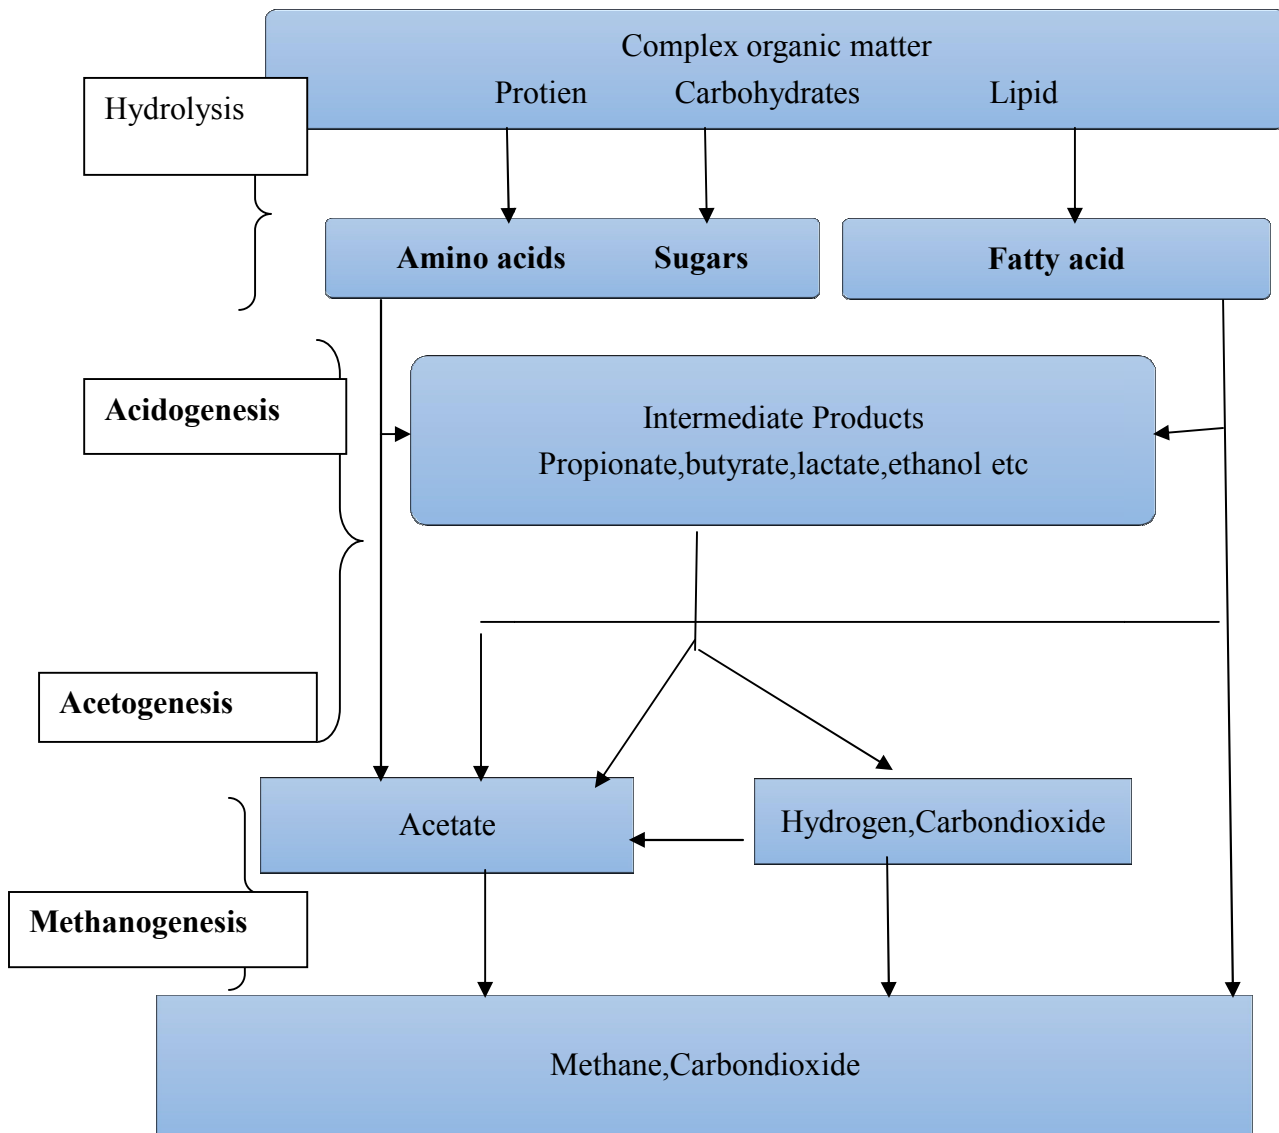 Complex organic matter
Protien Carbohydrates Lipid
Hydrolysis
Amino acids Sugars Fatty acid
Acidogenesis
Intermediate Products
Propionate,butyrate,lactate,ethanol etc
Acetogenesis
Acetate
Hydrogen,Carbondioxide
Methanogenesis
Methane,Carbondioxide